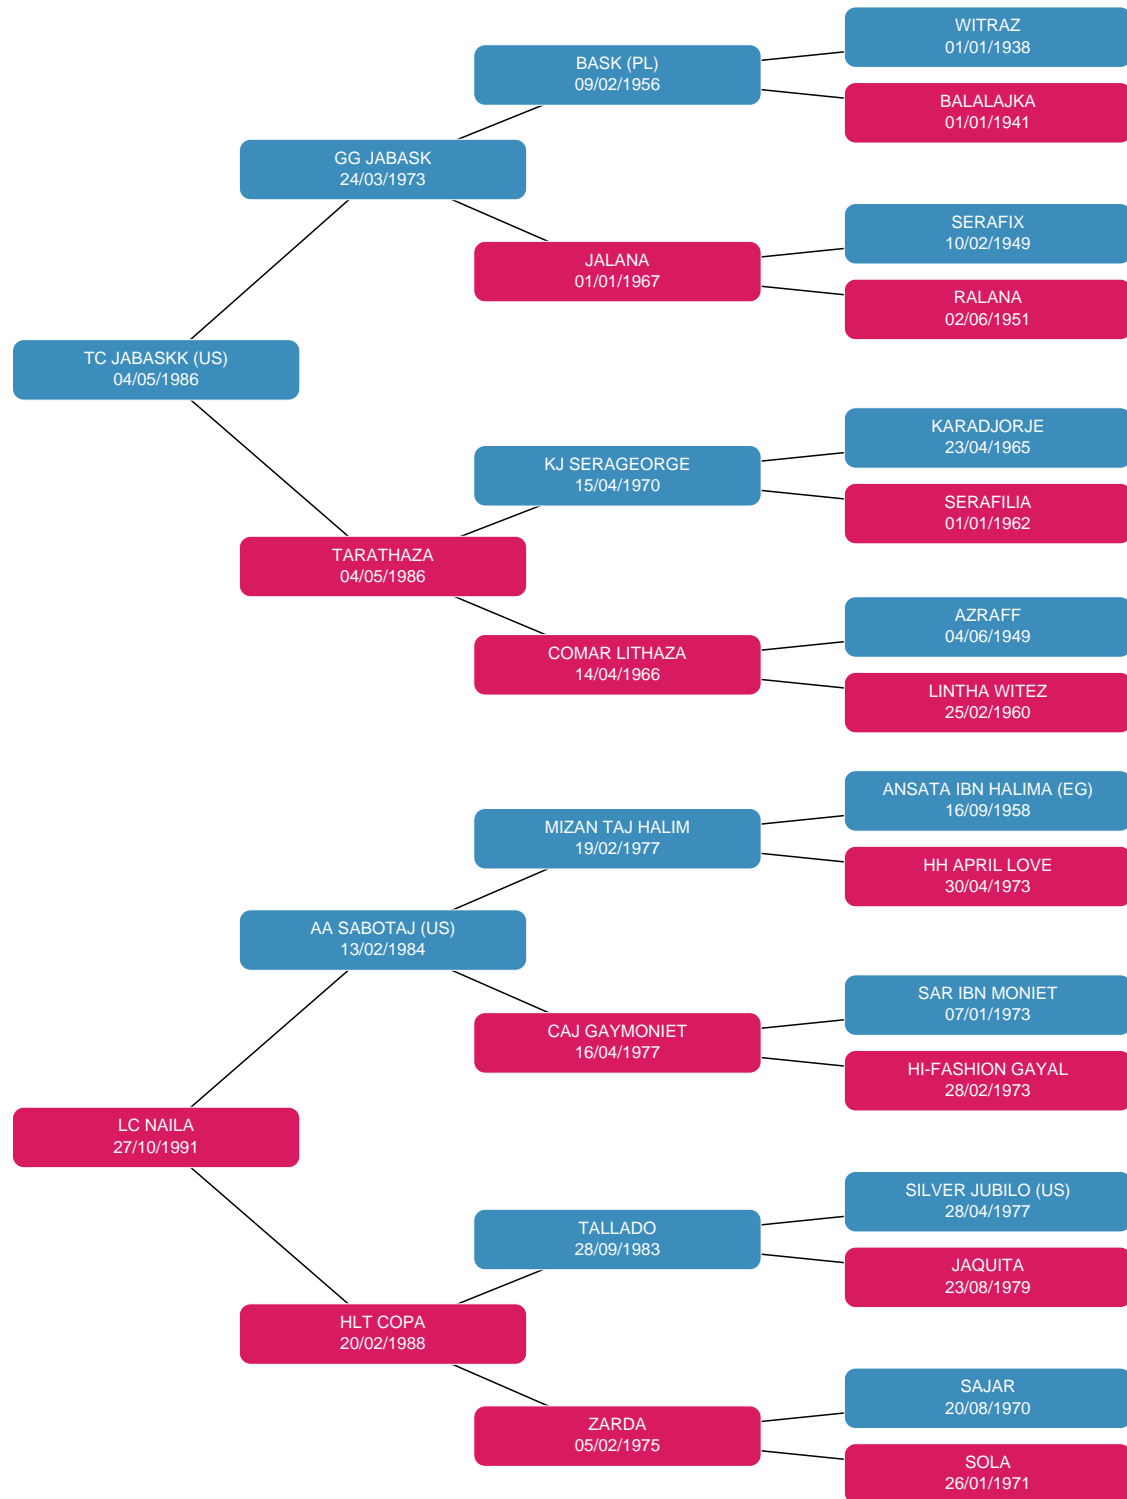 WITRAZ
01/01/1938
BASK (PL)
09/02/1956
BALALAJKA
01/01/1941
GG JABASK
24/03/1973
SERAFIX
10/02/1949
JALANA
01/01/1967
RALANA
02/06/1951
TC JABASKK (US)
04/05/1986
KARADJORJE
23/04/1965
KJ SERAGEORGE
15/04/1970
SERAFILIA
01/01/1962
TARATHAZA
04/05/1986
AZRAFF
04/06/1949
COMAR LITHAZA
14/04/1966
LINTHA WITEZ
25/02/1960
ANSATA IBN HALIMA (EG)
16/09/1958
MIZAN TAJ HALIM
19/02/1977
HH APRIL LOVE
30/04/1973
AA SABOTAJ (US)
13/02/1984
SAR IBN MONIET
07/01/1973
CAJ GAYMONIET
16/04/1977
HI-FASHION GAYAL
28/02/1973
LC NAILA
27/10/1991
SILVER JUBILO (US)
28/04/1977
TALLADO
28/09/1983
JAQUITA
23/08/1979
HLT COPA
20/02/1988
SAJAR
20/08/1970
ZARDA
05/02/1975
SOLA
26/01/1971